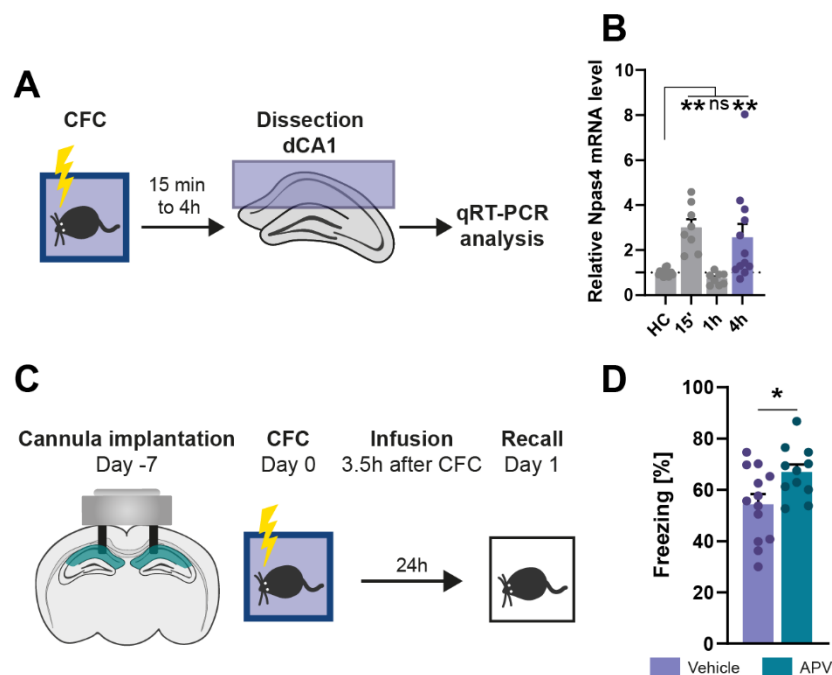 A
CFC
15 min
to 4h
Dissection
dCA1
qRT-PCR
analysis
B
Relative Npas4 mRNA level
10
8
6
4
2
0
** ns **
HC
15'
1h
4h
C
Cannula implantation
Day -7
CFC
Day 0
Infusion
3.5h after CFC
Recall
Day 1
24h
D
Freezing [%]
100
80
60
40
20
0
*
Vehicle
APV